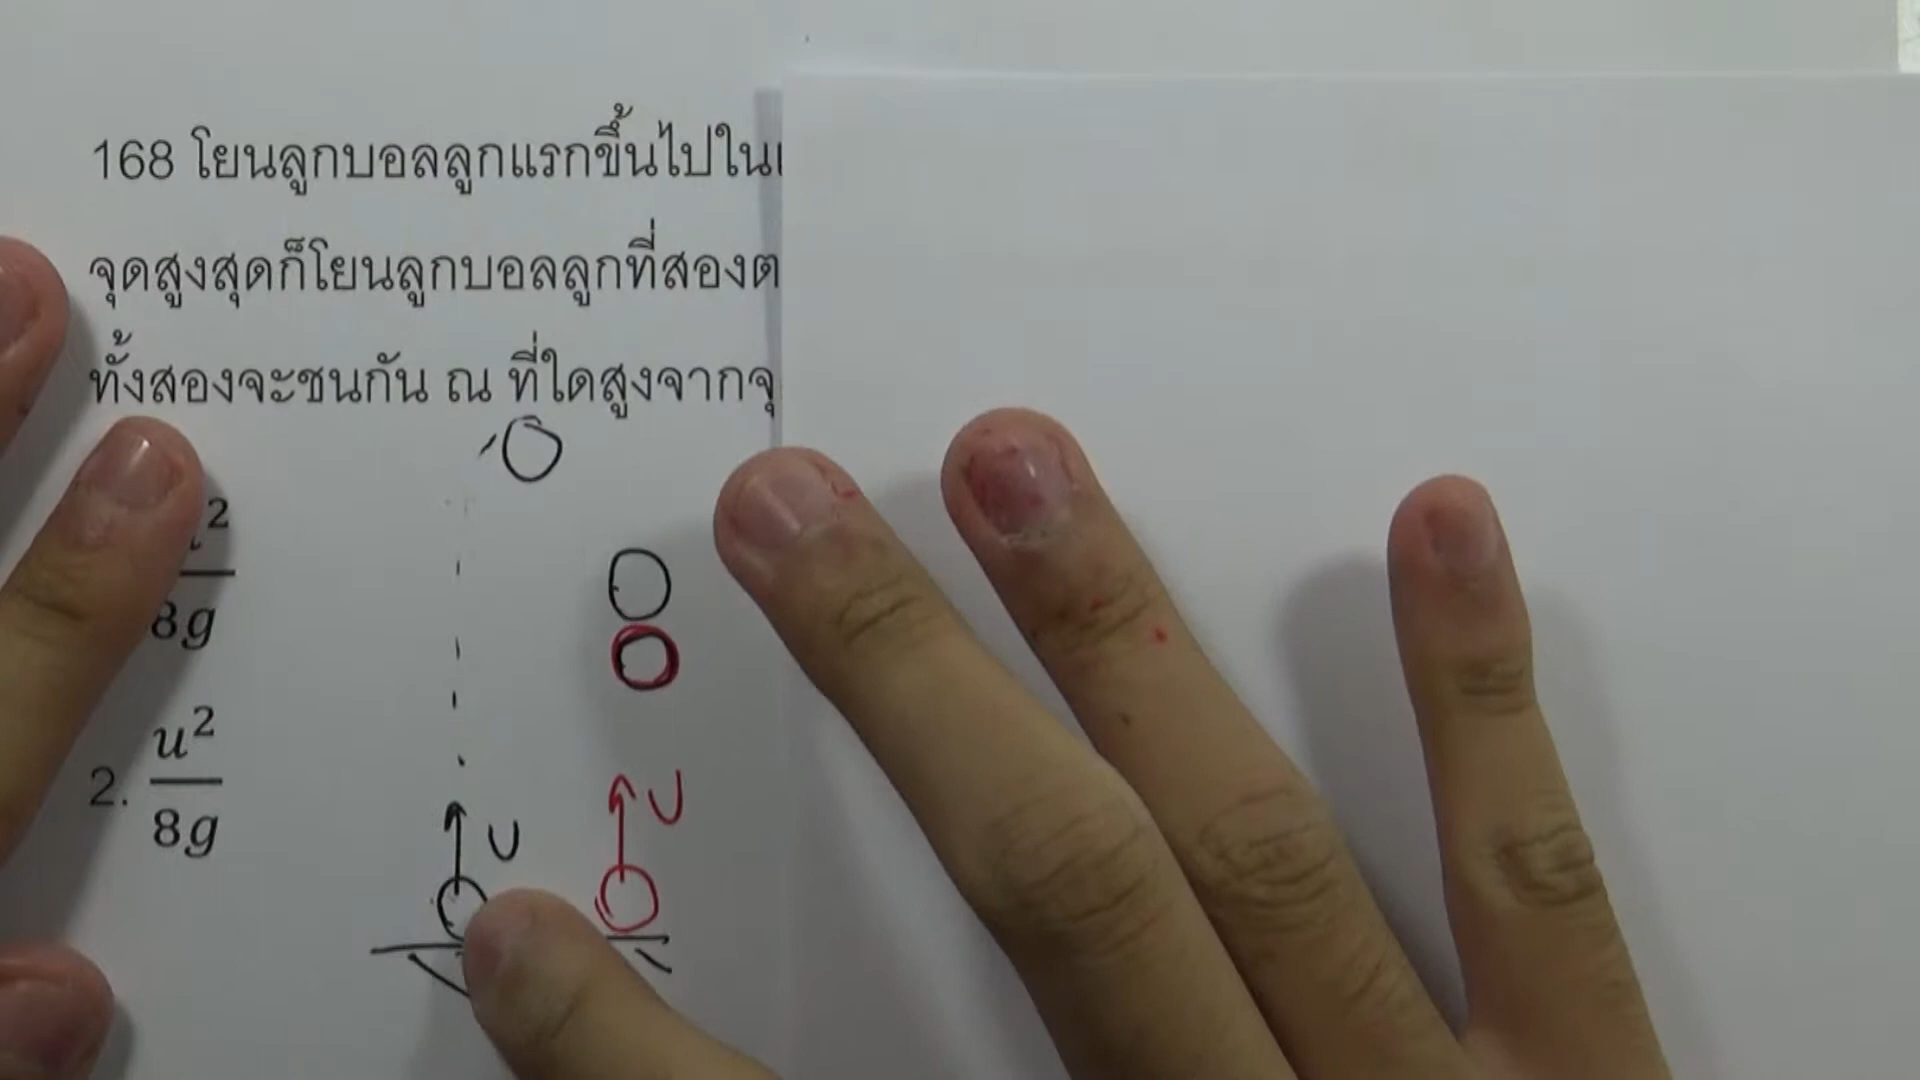 168 โยนลูกบอลลูกแรกขึ้นไปใน
จุดสูงสุดก็โยนลูกบอลลูกที่สองต
ทั้งสองจะชนกัน ณ ที่ใดสูงจากจุ
2
8g
2. u²
8g
U
U